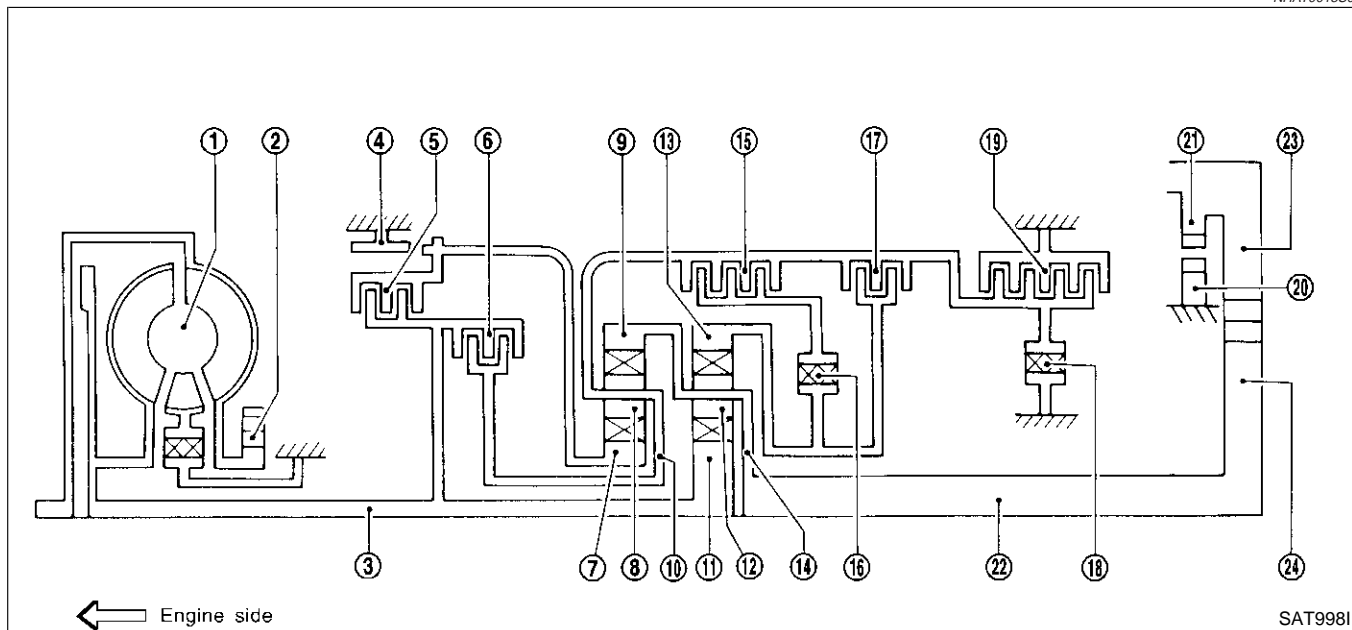 ① ② ④ ⑤ ⑥ ⑨ ⑬ ⑮ ⑰ ⑲ ㉑ ㉓
⑳
③ ⑦ ⑧ ⑩ ⑪ ⑫ ⑭ ⑯ ㉒ ⑱ ㉔
Engine side
SAT998I